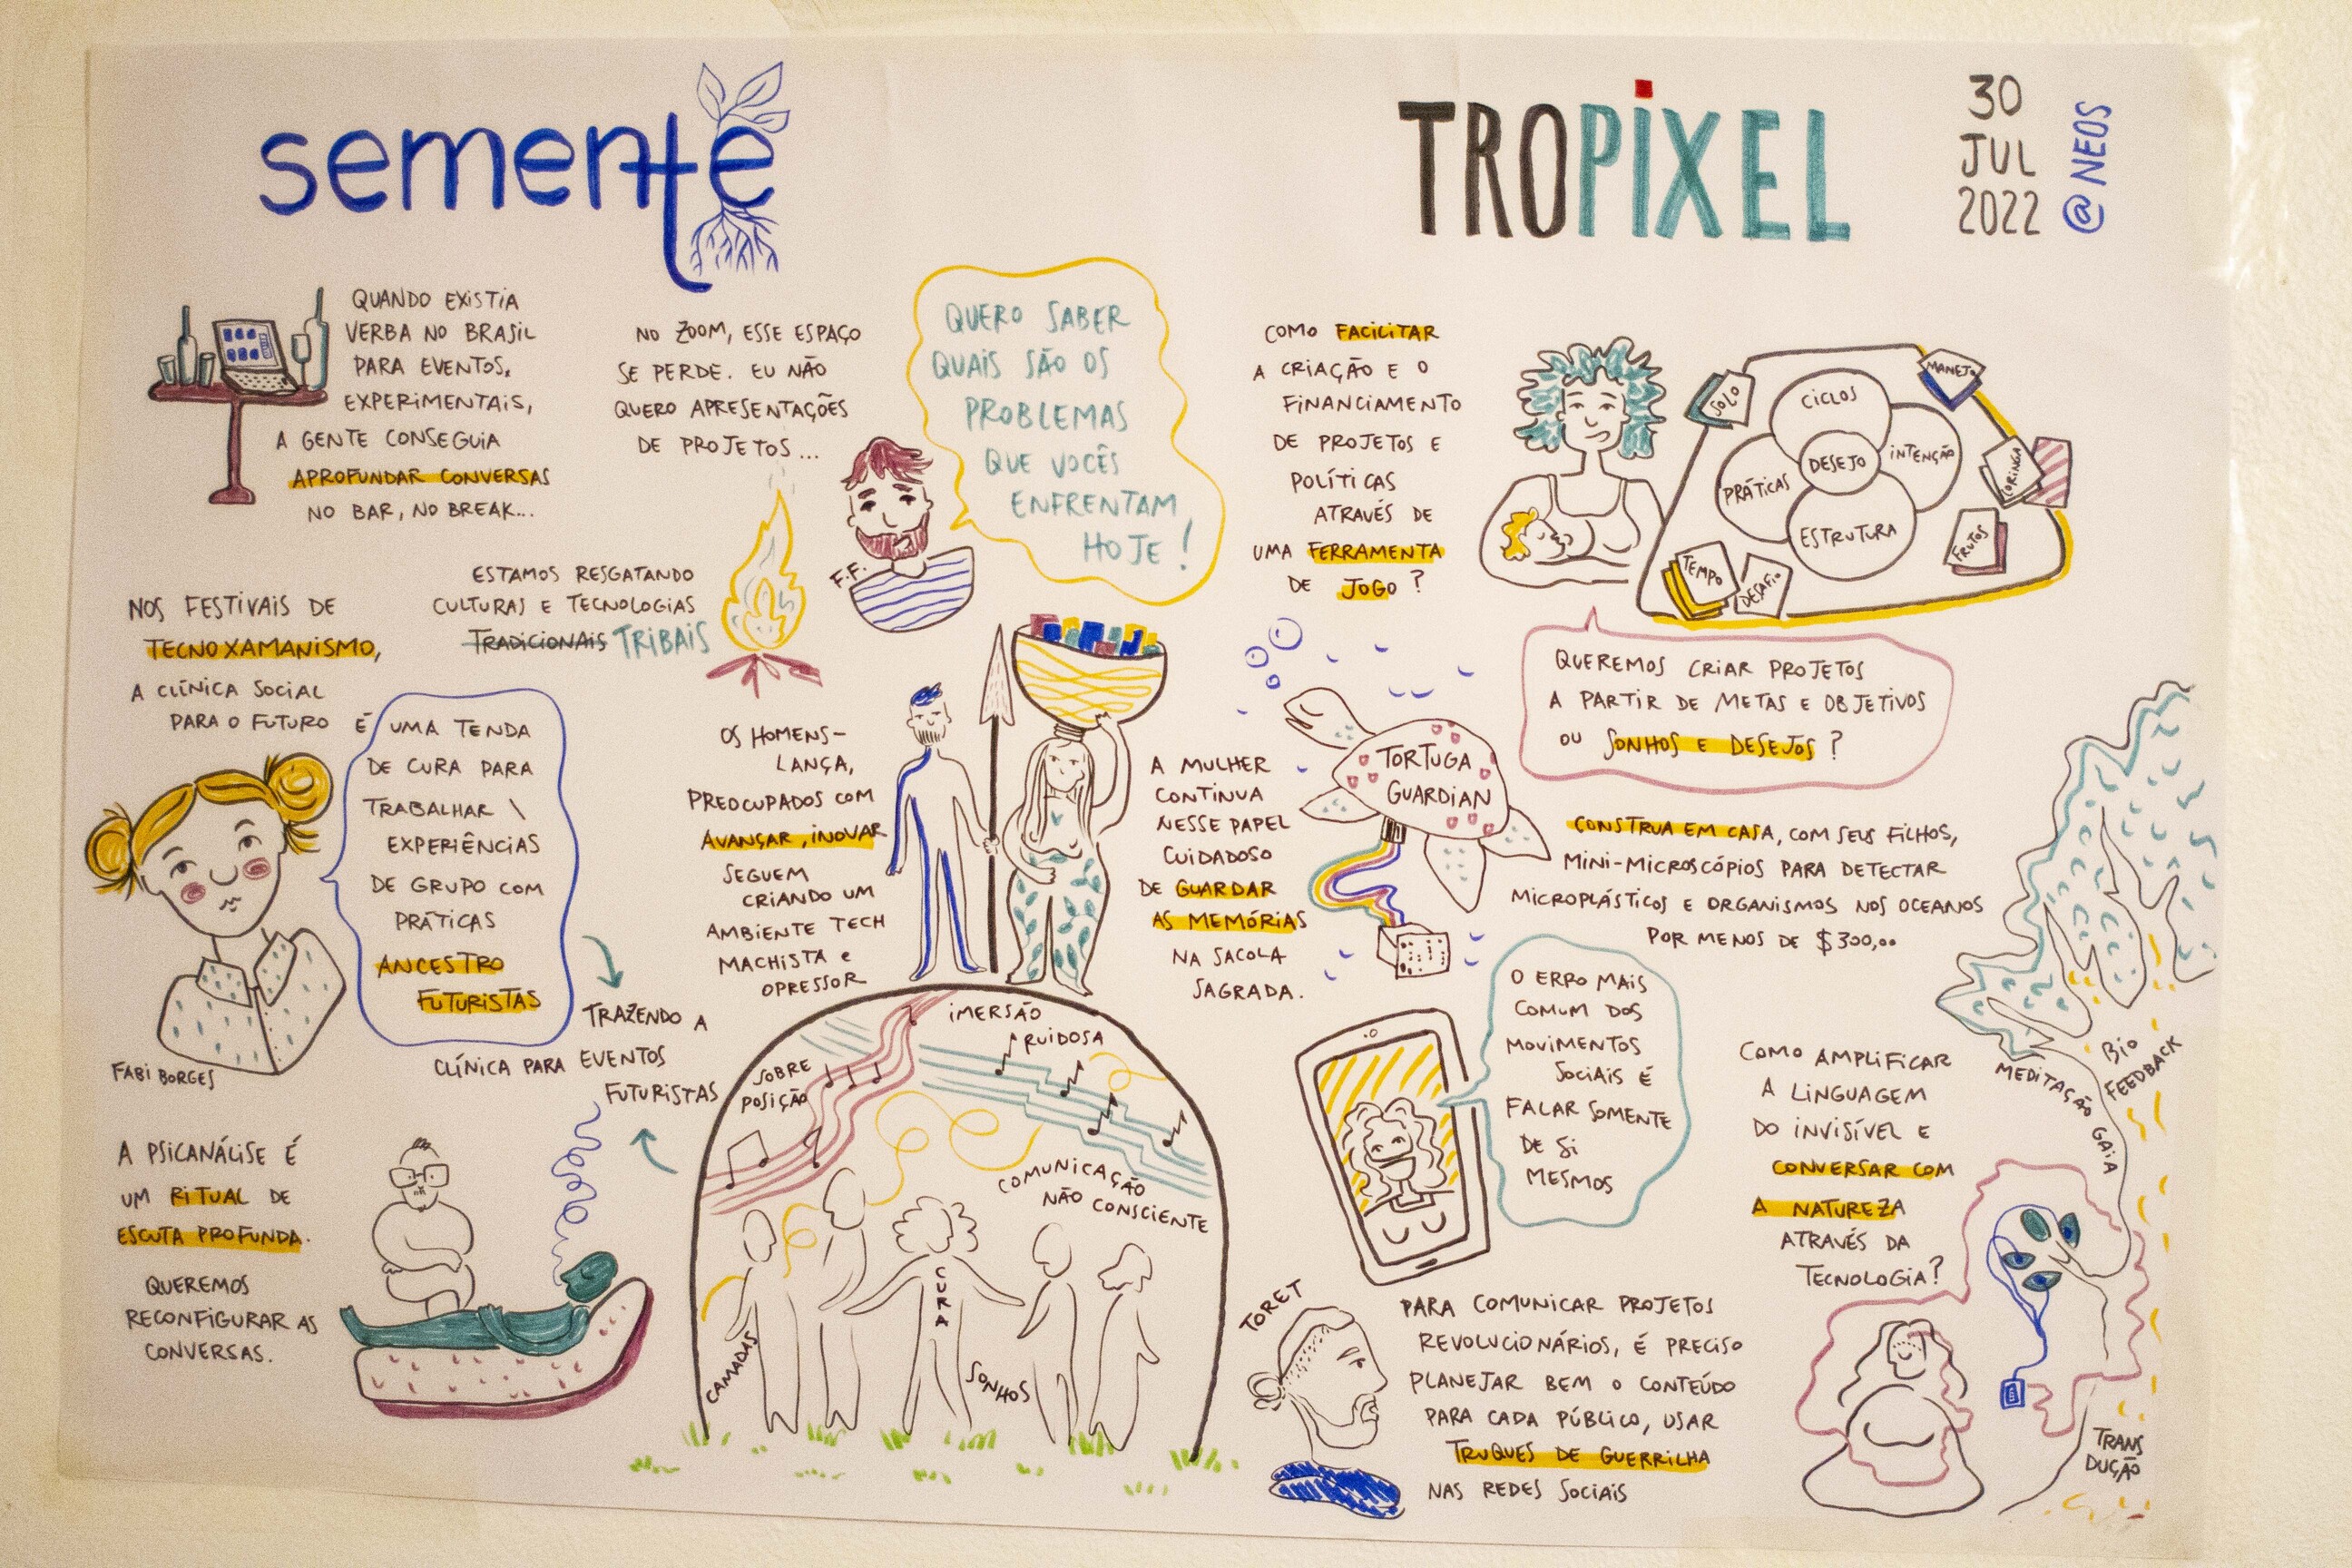 semente
TROPiXEL
30
JUL
2022
@ NEOS
QUANDO EXISTIA
VERBA NO BRASIL
PARA EVENTOS,
EXPERIMENTAIS,
A GENTE CONSEGUIA
APROFUNDAR CONVERSAS
NO BAR, NO BREAK...
NO ZOOM, ESSE ESPAÇO
SE PERDE. EU NÃO
QUERO APRESENTAÇÕES
DE PROJETOS...
F.F.
QUERO SABER
QUAIS SÃO OS
PROBLEMAS
QUE VOCÊS
ENFRENTAM
HOJE!
ESTAMOS RESGATANDO
CULTURAS E TECNOLOGIAS
TRADICIONAIS TRIBAIS
NOS FESTIVAIS DE
TECNOXAMANISMO,
A CLÍNICA SOCIAL
PARA O FUTURO É
UMA TENDA
DE CURA PARA
TRABALHAR \
EXPERIÊNCIAS
DE GRUPO COM
PRÁTICAS
ANCESTRO
FUTURISTAS
FABI BORGES
TRAZENDO A
CLÍNICA PARA EVENTOS
FUTURISTAS
A PSICANÁLISE É
UM RITUAL DE
ESCUTA PROFUNDA.
QUEREMOS
RECONFIGURAR AS
CONVERSAS.
OS HOMENS-
LANÇA,
PREOCUPADOS COM
AVANÇAR, INOVAR
SEGUEM
CRIANDO UM
AMBIENTE TECH
MACHISTA e
OPRESSOR
A MULHER
CONTINUA
NESSE PAPEL
CUIDADOSO
DE GUARDAR
AS MEMÓRIAS
NA SACOLA
SAGRADA.
IMERSÃO
RUIDOSA
SOBRE
POSIÇÃO
COMUNICAÇÃO
NÃO CONSCIENTE
CAMADAS
CURA
SONHOS
COMO FACILITAR
A CRIAÇÃO E O
FINANCIAMENTO
DE PROJETOS E
POLÍTICAS
ATRAVÉS DE
UMA FERRAMENTA
DE JOGO?
SOLO
MANEJO
CICLOS
INTENÇÃO
DESEJO
PRÁTICAS
ESTRUTURA
CORINGA
FRUTOS
TEMPO
DESAFIO
QUEREMOS CRIAR PROJETOS
A PARTIR DE METAS E OBJETIVOS
OU SONHOS E DESEJOS?
TORTUGA
GUARDIAN
CONSTRUA EM CASA, COM SEUS FILHOS,
MINI-MICROSCÓPIOS PARA DETECTAR
MICROPLÁSTICOS E ORGANISMOS NOS OCEANOS
POR MENOS DE $300,00
O ERRO MAIS
COMUM DOS
MOVIMENTOS
SOCIAIS É
FALAR SOMENTE
DE SI
MESMOS
TORET
PARA COMUNICAR PROJETOS
REVOLUCIONÁRIOS, É PRECISO
PLANEJAR BEM O CONTEÚDO
PARA CADA PÚBLICO, USAR
TRUQUES DE GUERRILHA
NAS REDES SOCIAIS
COMO AMPLIFICAR
A LINGUAGEM
DO INVISÍVEL E
CONVERSAR COM
A NATUREZA
ATRAVÉS DA
TECNOLOGIA?
MEDITAÇÃO GAIA
BIO
FEEDBACK
TRANS
DUÇÃO